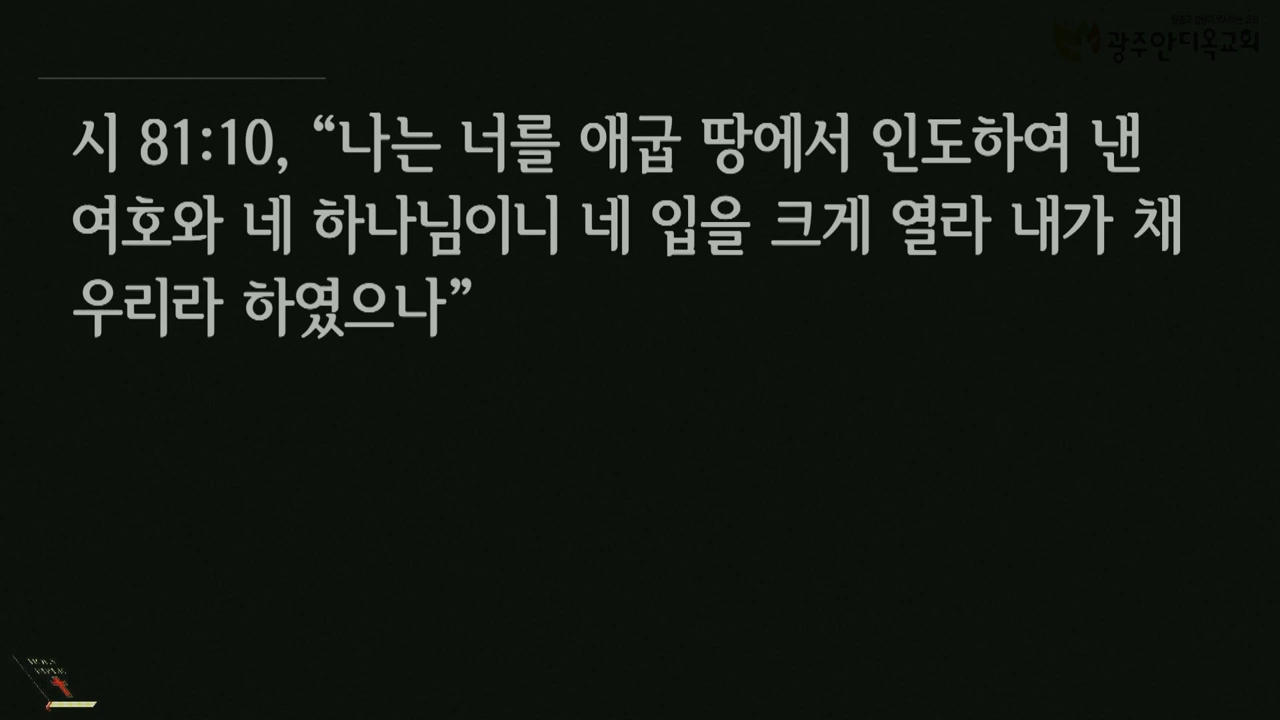 광주안디옥교회
시 81:10, “나는 너를 애굽 땅에서 인도하여 낸
여호와 네 하나님이니 네 입을 크게 열라 내가 채
우리라 하였으나”
HOLY
BIBLE